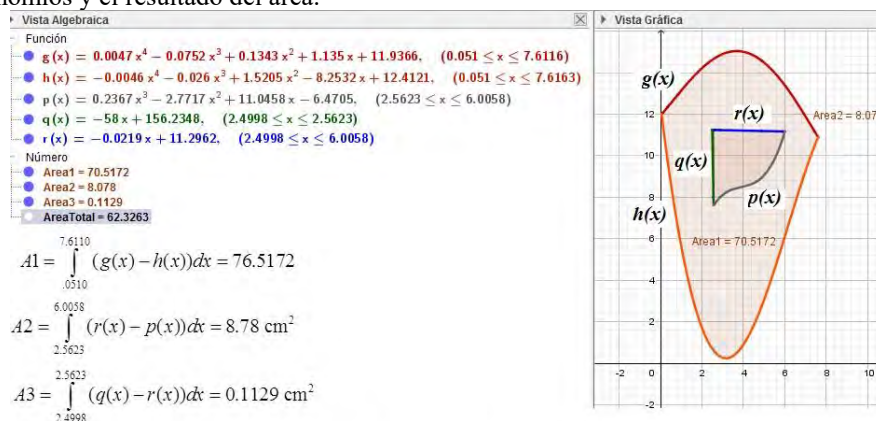 nomios y el resultado del área.
Vista Algebraica
Función
g(x) = 0.0047 x⁴ − 0.0752 x³ + 0.1343 x² + 1.135 x + 11.9366, (0.051 ≤ x ≤ 7.6116)
h(x) = −0.0046 x⁴ − 0.026 x³ + 1.5205 x² − 8.2532 x + 12.4121, (0.051 ≤ x ≤ 7.6163)
p(x) = 0.2367 x³ − 2.7717 x² + 11.0458 x − 6.4705, (2.5623 ≤ x ≤ 6.0058)
q(x) = −58 x + 156.2348, (2.4998 ≤ x ≤ 2.5623)
r(x) = −0.0219 x + 11.2962, (2.4998 ≤ x ≤ 6.0058)
Número
Area1 = 70.5172
Area2 = 8.078
Area3 = 0.1129
AreaTotal = 62.3263
7.6110
A1 = ∫ (g(x) − h(x))dx = 76.5172
.0510
6.0058
A2 = ∫ (r(x) − p(x))dx = 8.78 cm²
2.5623
2.5623
A3 = ∫ (q(x) − r(x))dx = 0.1129 cm²
2.4998
Vista Gráfica
g(x)
r(x)
12
Area2 = 8.07
10
q(x)
8
p(x)
h(x)
6
Area1 = 70.5172
4
2
-2 0 2 4 6 8 10
-2